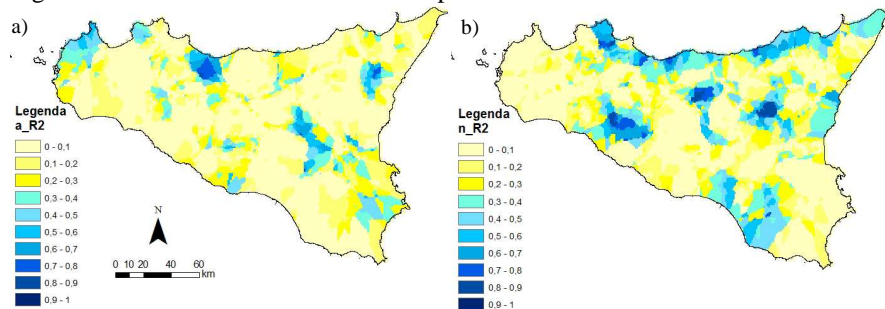 a)
Legenda
a_R2
0 - 0,1
0,1 - 0,2
0,2 - 0,3
0,3 - 0,4
0,4 - 0,5
0,5 - 0,6
0,6 - 0,7
0,7 - 0,8
0,8 - 0,9
0,9 - 1
N
0 10 20 40 60
km
b)
Legenda
n_R2
0 - 0,1
0,1 - 0,2
0,2 - 0,3
0,3 - 0,4
0,4 - 0,5
0,5 - 0,6
0,6 - 0,7
0,7 - 0,8
0,8 - 0,9
0,9 - 1